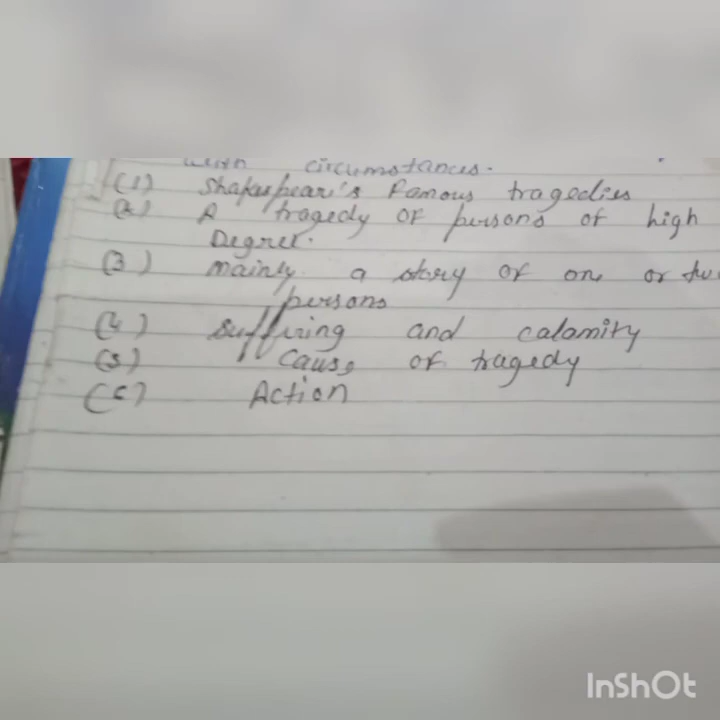 with circumstances.
(1) Shakespear's Famous tragedies
(2) A tragedy OF persons of high
Degree.
(3) mainly a story OF one or
persons
(4) suffering and calamity
(5) Cause OF tragedy
(6) Action
InShOt